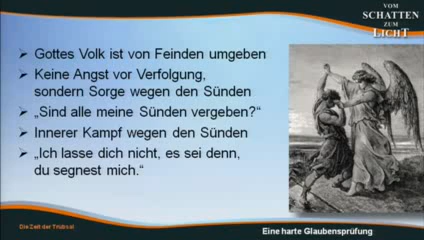 VOM
SCHATTEN
ZUM
LICHT
Gottes Volk ist von Feinden umgeben
Keine Angst vor Verfolgung,
sondern Sorge wegen den Sünden
„Sind alle meine Sünden vergeben?“
Innerer Kampf wegen den Sünden
„Ich lasse dich nicht, es sei denn,
du segnest mich.“
Die Zeit der Trübsal
Eine harte Glaubensprüfung